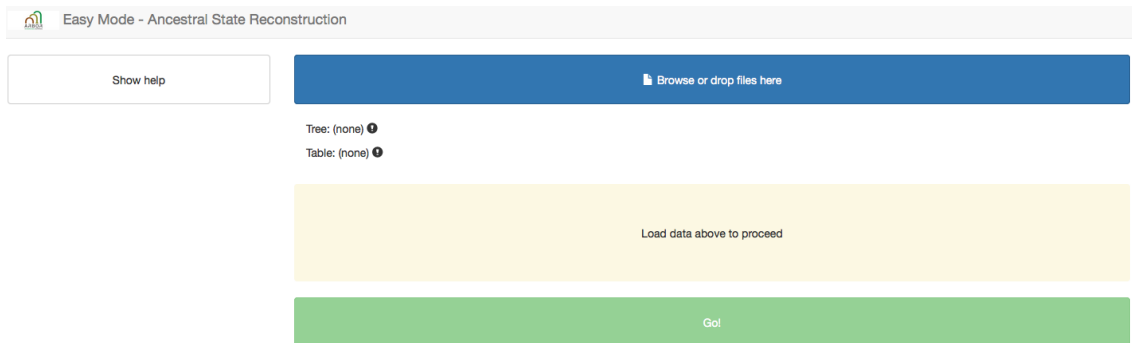 ARBOR
Easy Mode - Ancestral State Reconstruction
Show help
Browse or drop files here
Tree: (none)
Table: (none)
Load data above to proceed
Go!